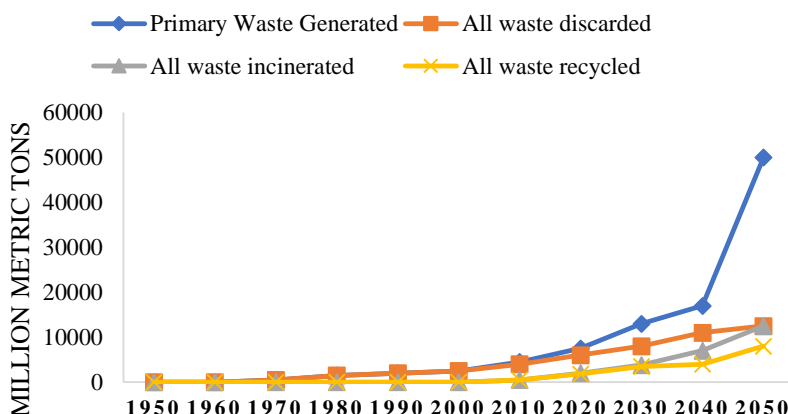 Primary Waste Generated All waste discarded
All waste incinerated All waste recycled
MILLION METRIC TONS
60000
50000
40000
30000
20000
10000
0
1950 1960 1970 1980 1990 2000 2010 2020 2030 2040 2050